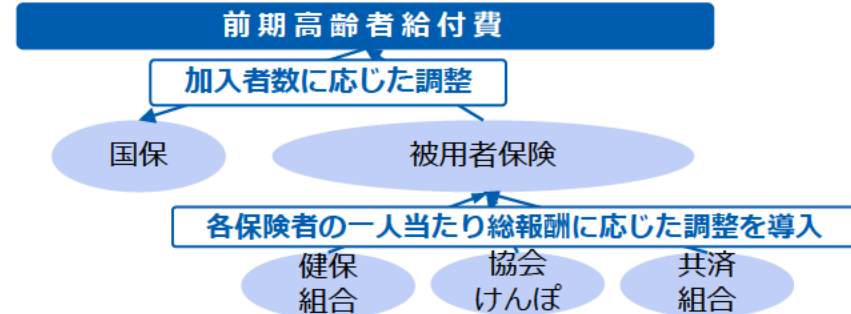 前期高齢者給付費
加入者数に応じた調整
国保
被用者保険
各保険者の一人当たり総報酬に応じた調整を導入
健保
組合
協会
けんぽ
共済
組合